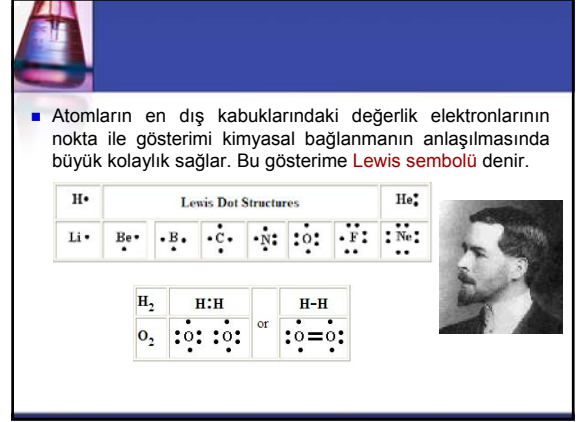 Atomların en dış kabuklarındaki değerlik elektronlarının
nokta ile gösterimi kimyasal bağlanmanın anlaşılmasında
büyük kolaylık sağlar. Bu gösterime Lewis sembolü denir.
H• Lewis Dot Structures He:
Li• Be• •B• •C• •N: :O: •F: :Ne:
H₂ H:H or H-H
O₂ :O: :O: :O=O: